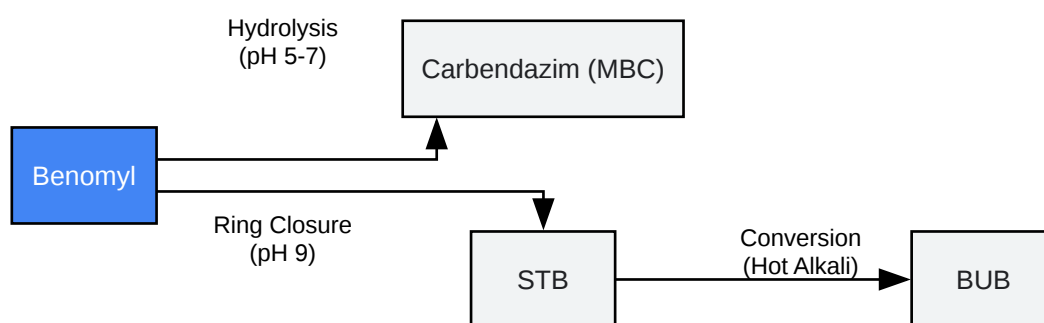 Hydrolysis
(pH 5-7)
Carbendazim (MBC)
Benomyl
Ring Closure
(pH 9)
STB
Conversion
(Hot Alkali)
BUB